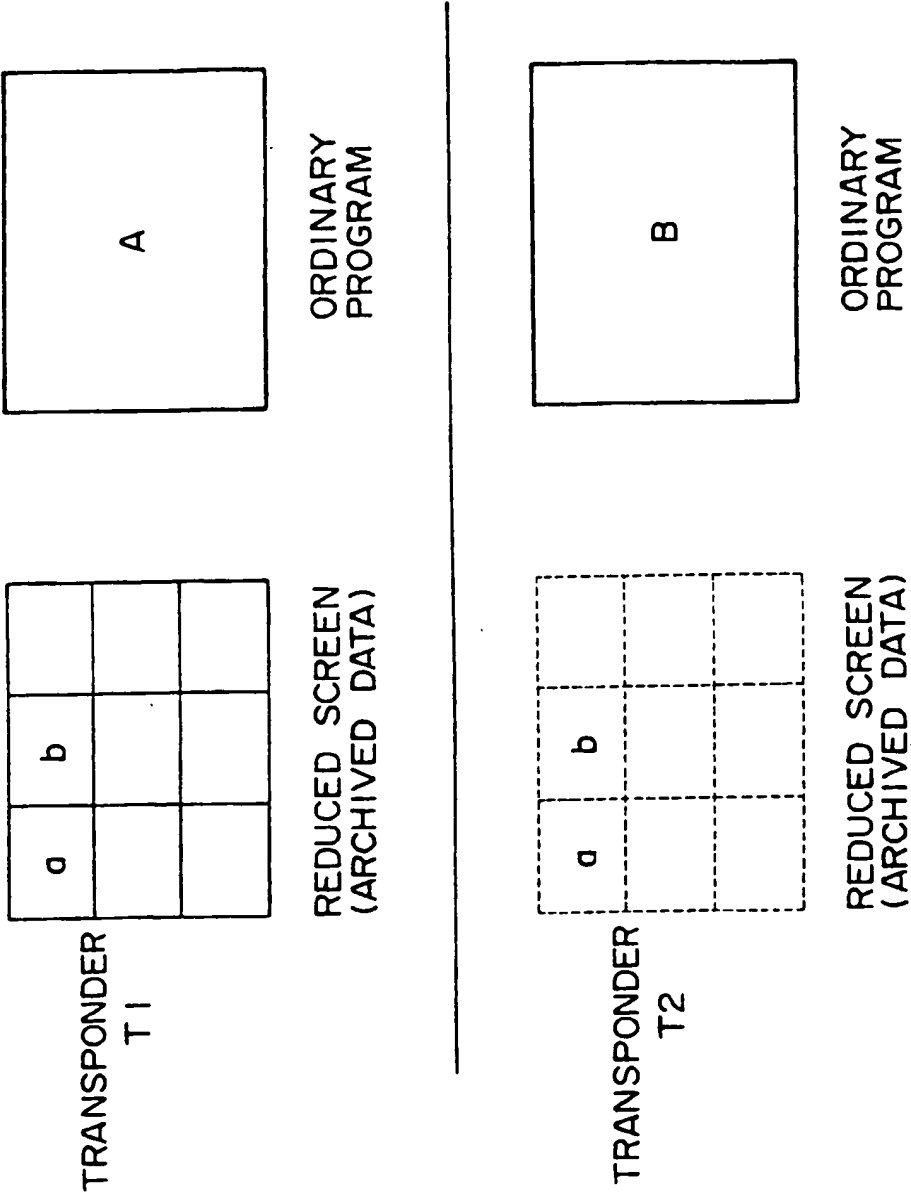 TRANSPONDER
T1
a
b
REDUCED SCREEN
(ARCHIVED DATA)
A
ORDINARY
PROGRAM
TRANSPONDER
T2
a
b
REDUCED SCREEN
(ARCHIVED DATA)
B
ORDINARY
PROGRAM